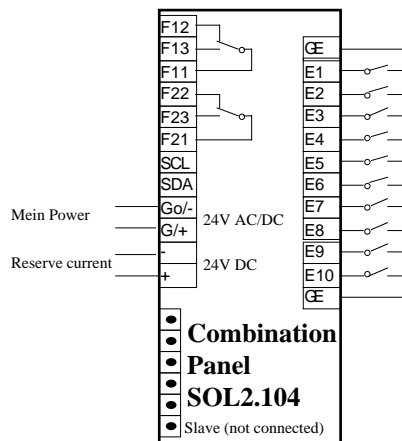 F12
F13
F11
F22
F23
F21
SCL
SDA
Go/-
G/+
-
+
Mein Power
Reserve current
24V AC/DC
24V DC
GE
E1
E2
E3
E4
E5
E6
E7
E8
E9
E10
GE
Combination
Panel
SOL2.104
Slave (not connected)